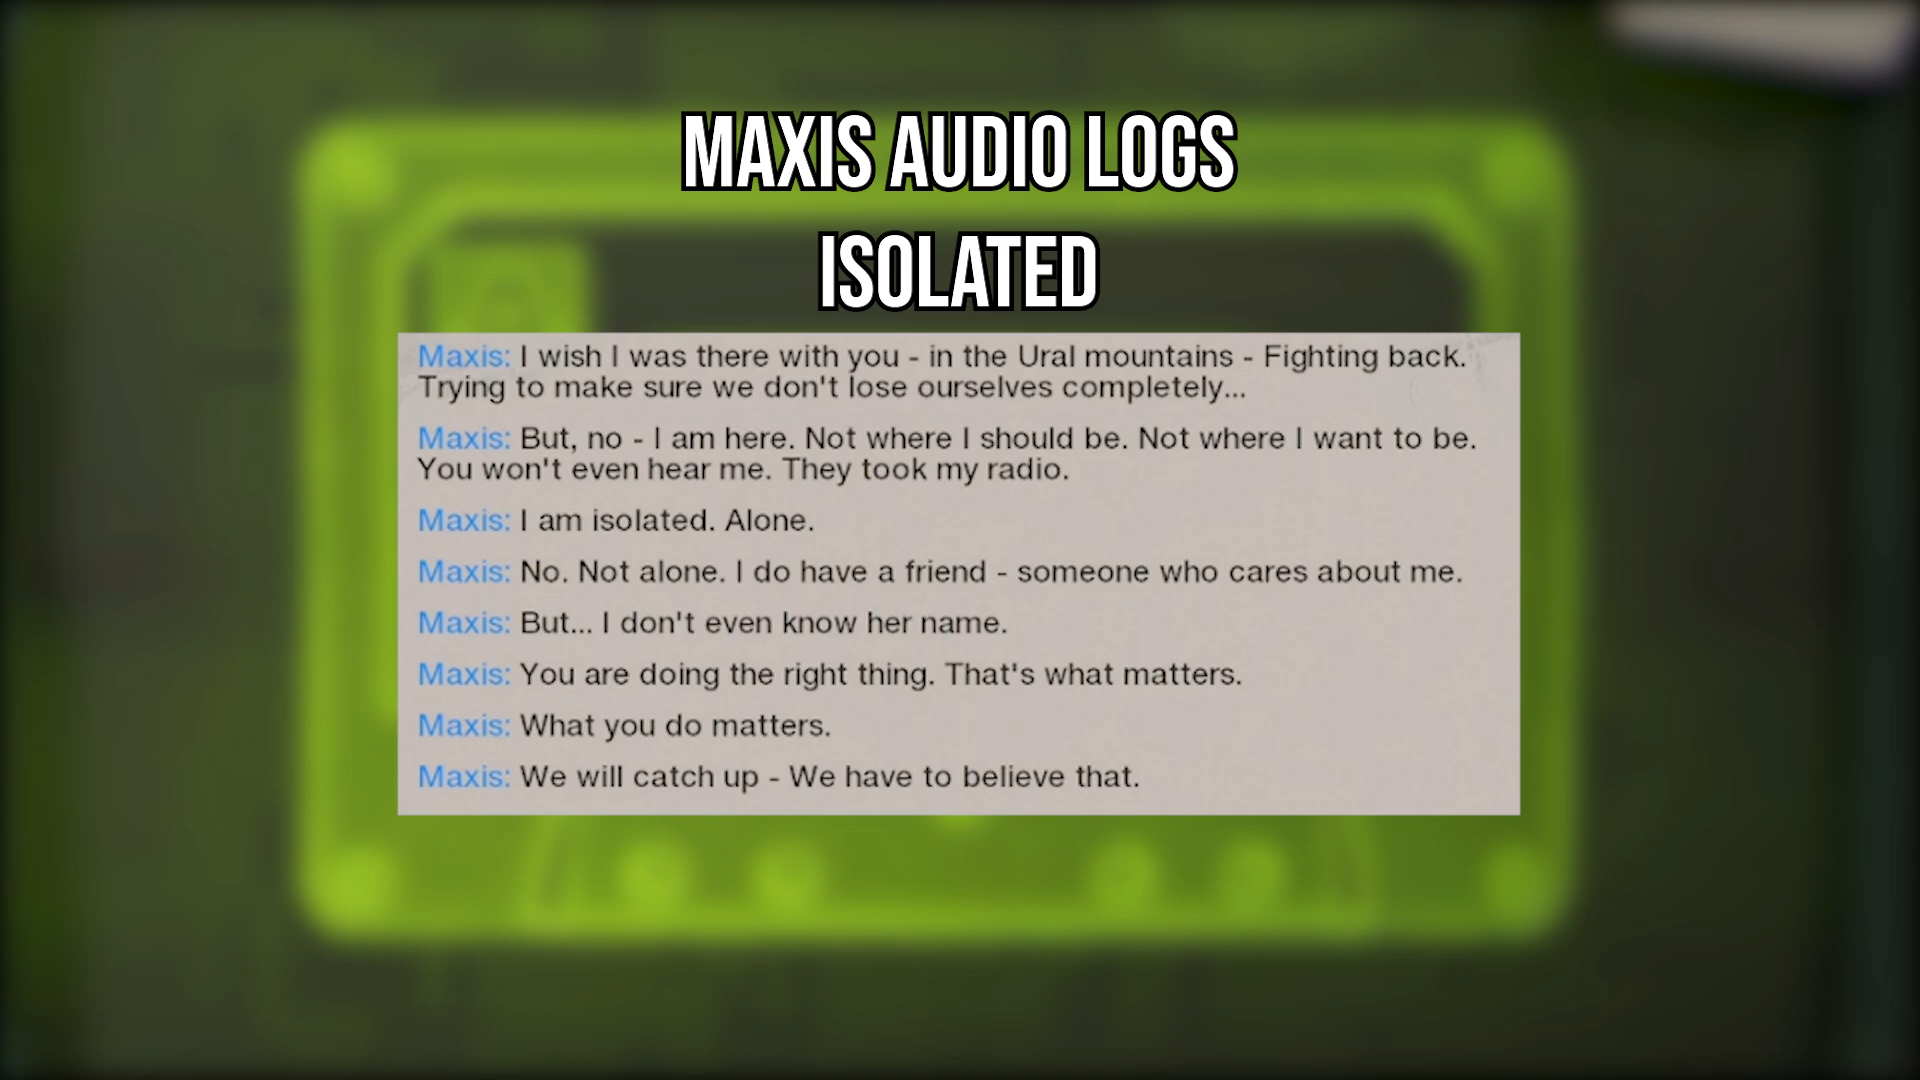 MAXIS AUDIO LOGS
ISOLATED
Maxis: I wish I was there with you - in the Ural mountains - Fighting back.
Trying to make sure we don't lose ourselves completely...
Maxis: But, no - I am here. Not where I should be. Not where I want to be.
You won't even hear me. They took my radio.
Maxis: I am isolated. Alone.
Maxis: No. Not alone. I do have a friend - someone who cares about me.
Maxis: But... I don't even know her name.
Maxis: You are doing the right thing. That's what matters.
Maxis: What you do matters.
Maxis: We will catch up - We have to believe that.